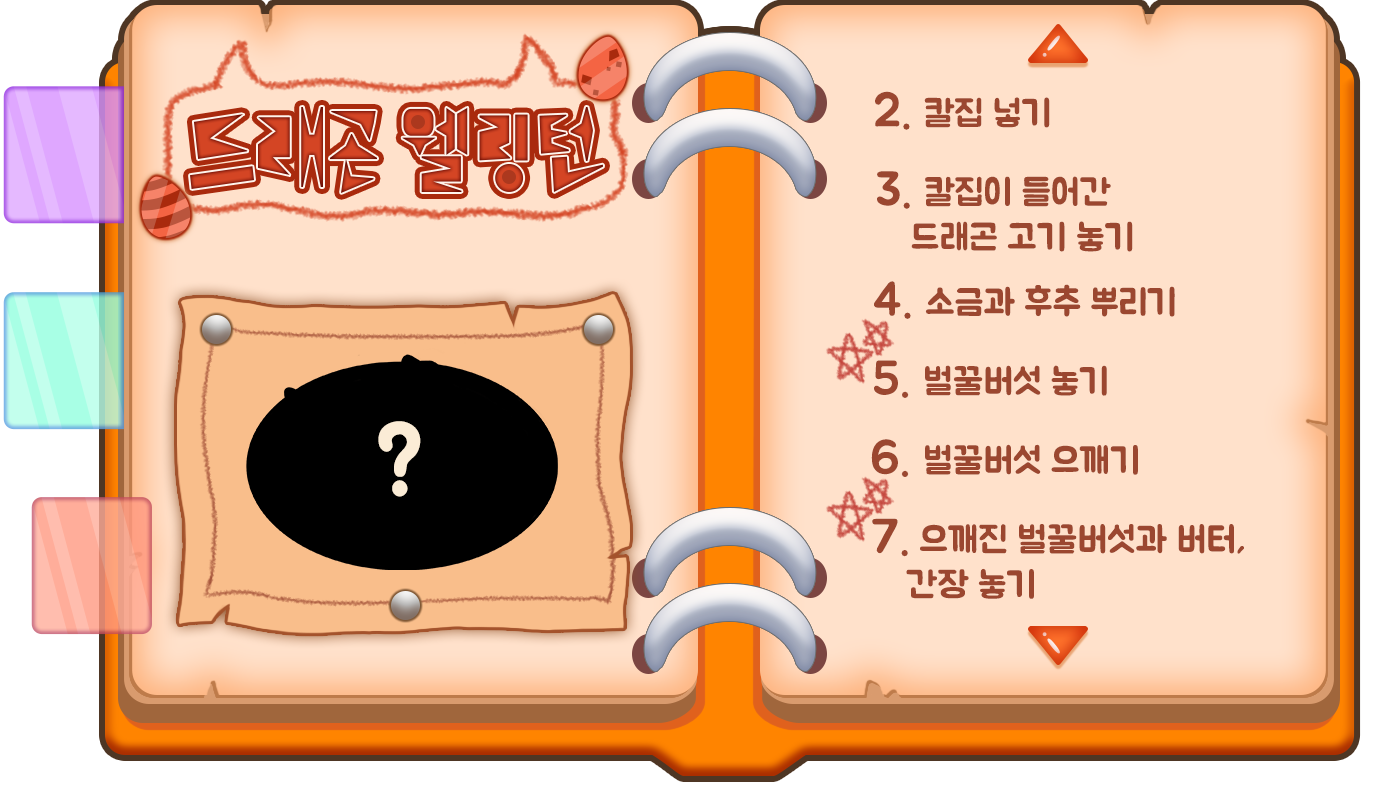 드래곤 웰링턴
?
2. 칼집 넣기
3. 칼집이 들어간
드래곤 고기 놓기
4. 소금과 후추 뿌리기
5. 벌꿀버섯 놓기
6. 벌꿀버섯 으깨기
7. 으깨진 벌꿀버섯과 버터,
간장 놓기